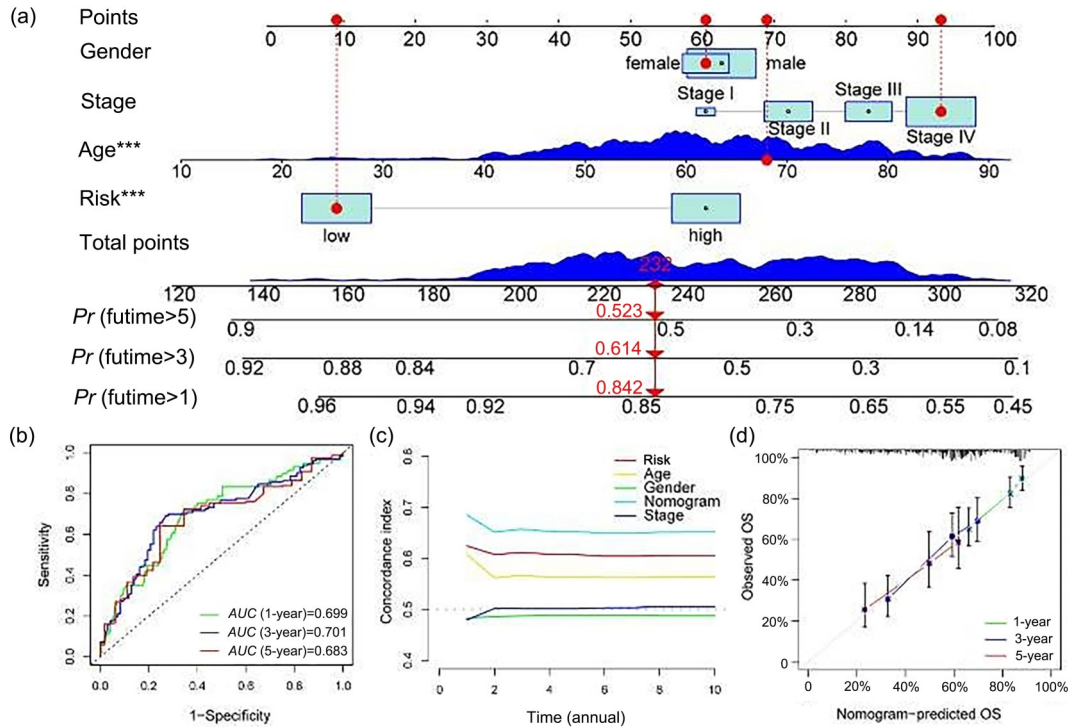 (a)
Points
0 10 20 30 40 50 60 70 80 90 100
Gender
female male
Stage
Stage I Stage II Stage III Stage IV
Age***
10 20 30 40 50 60 70 80 90 92
Risk***
low high
Total points
232
120 140 160 180 200 220 240 260 280 300 320
Pr (futime>5)
0.523
0.9 0.5 0.3 0.14 0.08
Pr (futime>3)
0.614
0.92 0.88 0.84 0.7 0.5 0.3 0.1
Pr (futime>1)
0.842
0.96 0.94 0.92 0.85 0.75 0.65 0.55 0.45
(b)
Sensitivity
1.0
0.8
0.6
0.4
0.2
0.0
AUC (1-year)=0.699
AUC (3-year)=0.701
AUC (5-year)=0.683
0.0 0.2 0.4 0.6 0.8 1.0
1-Specificity
(c)
Concordance index
0.8
0.7
0.6
0.5
0.4
Risk
Age
Gender
Nomogram
Stage
0 2 4 6 8 10
Time (annual)
(d)
Observed OS
100%
80%
60%
40%
20%
0
1-year
3-year
5-year
0 20% 40% 60% 80% 100%
Nomogram-predicted OS